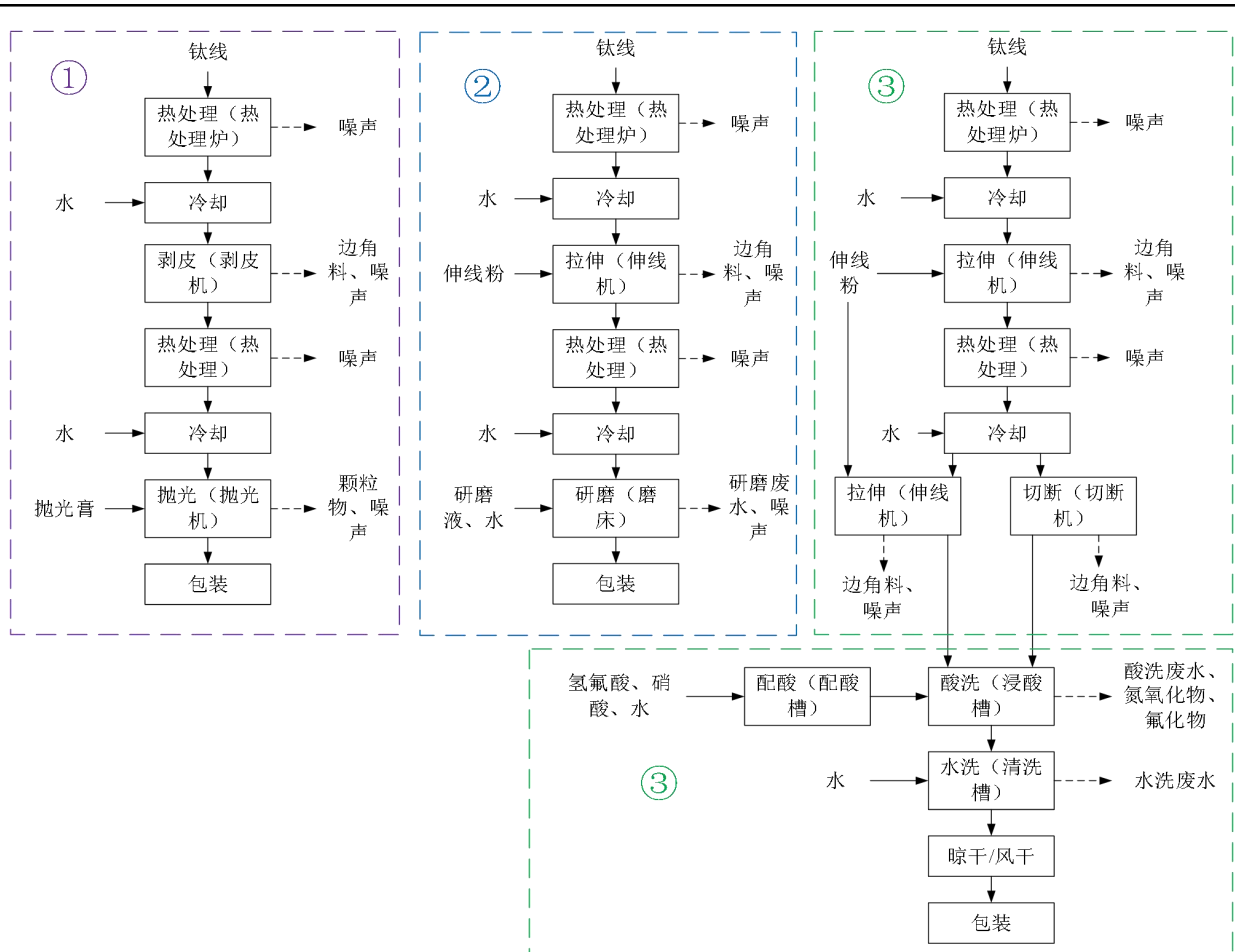 ①
钛线
热处理（热
处理炉）
噪声
水
冷却
剥皮（剥皮
机）
边角
料、噪
声
热处理（热
处理）
噪声
水
冷却
抛光膏
抛光（抛光
机）
颗粒
物、噪
声
包装
②
钛线
热处理（热
处理炉）
噪声
水
冷却
伸线粉
拉伸（伸线
机）
边角
料、噪
声
热处理（热
处理）
噪声
水
冷却
研磨
液、水
研磨（磨
床）
研磨废
水、噪
声
包装
③
钛线
热处理（热
处理炉）
噪声
水
冷却
伸线
粉
拉伸（伸线
机）
边角
料、噪
声
热处理（热
处理）
噪声
水
冷却
拉伸（伸线
机）
切断（切断
机）
边角料、
噪声
边角料、
噪声
氢氟酸、硝
酸、水
配酸（配酸
槽）
酸洗（浸酸
槽）
酸洗废水、
氮氧化物、
氟化物
③
水
水洗（清洗
槽）
水洗废水
晾干/风干
包装